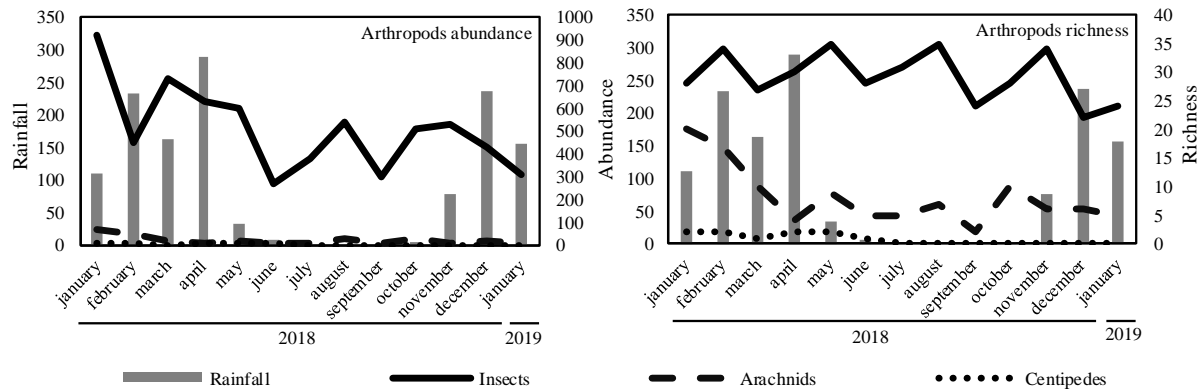 Arthropods abundance
Rainfall
350
300
250
200
150
100
50
0
1000
900
800
700
600
500
400
300
200
100
0
Abundance
january
february
march
april
may
june
july
august
september
october
november
december
january
2018
2019
Arthropods richness
350
300
250
200
150
100
50
0
40
35
30
25
20
15
10
5
0
Richness
january
february
march
april
may
june
july
august
september
october
november
december
january
2018
2019
Rainfall
Insects
Arachnids
Centipedes